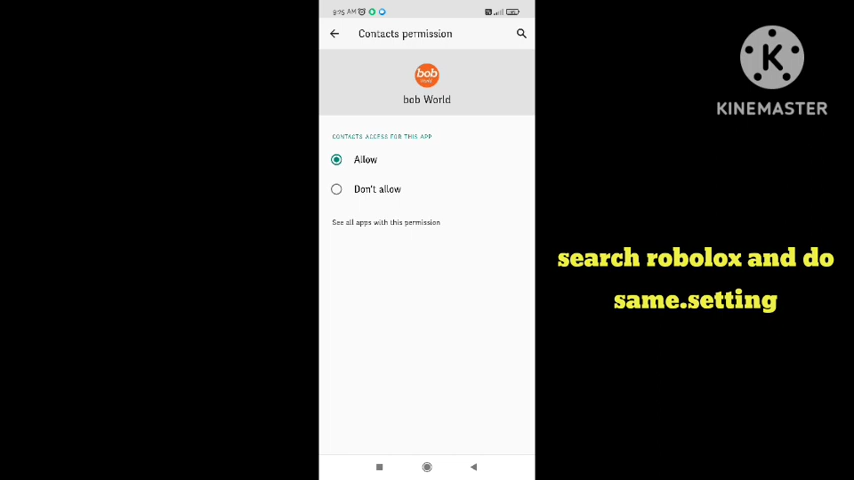 8:25 AM
Contacts permission
bob
bob World
CONTACTS ACCESS FOR THIS APP
Allow
Don't allow
See all apps with this permission
K
KINEMASTER
search robolox and do
same.setting